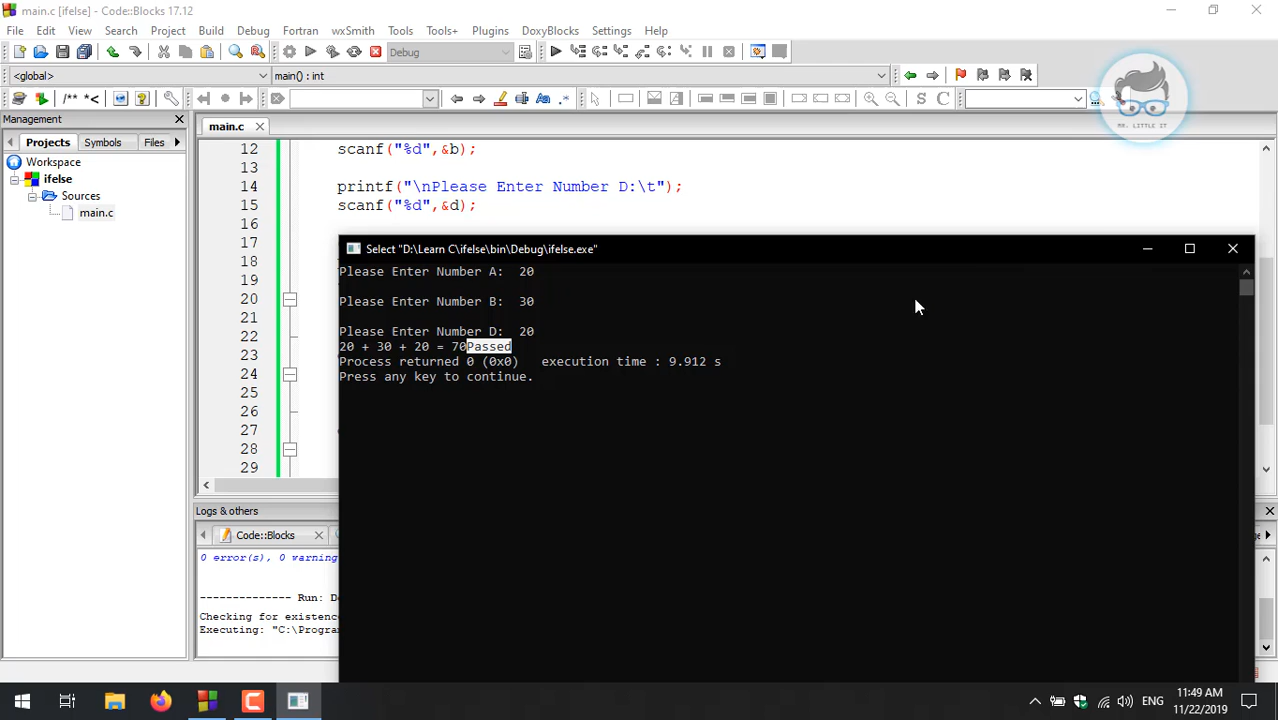 main.c [ifelse] - Code::Blocks 17.12
File Edit View Search Project Build Debug Fortran wxSmith Tools Tools+ Plugins DoxyBlocks Settings Help
Debug
<global> main() : int
/** *<
S C
MR. LITTLE IT
Management
main.c
Projects Symbols Files
Workspace
ifelse
Sources
main.c
12 scanf("%d",&b);
13
14 printf("\nPlease Enter Number D:\t");
15 scanf("%d",&d);
16
17
18
19
20
21
22
23
24
25
26
27
28
29
Select "D:\Learn C\ifelse\bin\Debug\ifelse.exe"
Please Enter Number A: 20
Please Enter Number B: 30
Please Enter Number D: 20
20 + 30 + 20 = 70Passed
Process returned 0 (0x0) execution time : 9.912 s
Press any key to continue.
Logs & others
Code::Blocks
0 error(s), 0 warning
-------------- Run: De
Checking for existenc
Executing: "C:\Progra
ENG
11:49 AM
11/22/2019